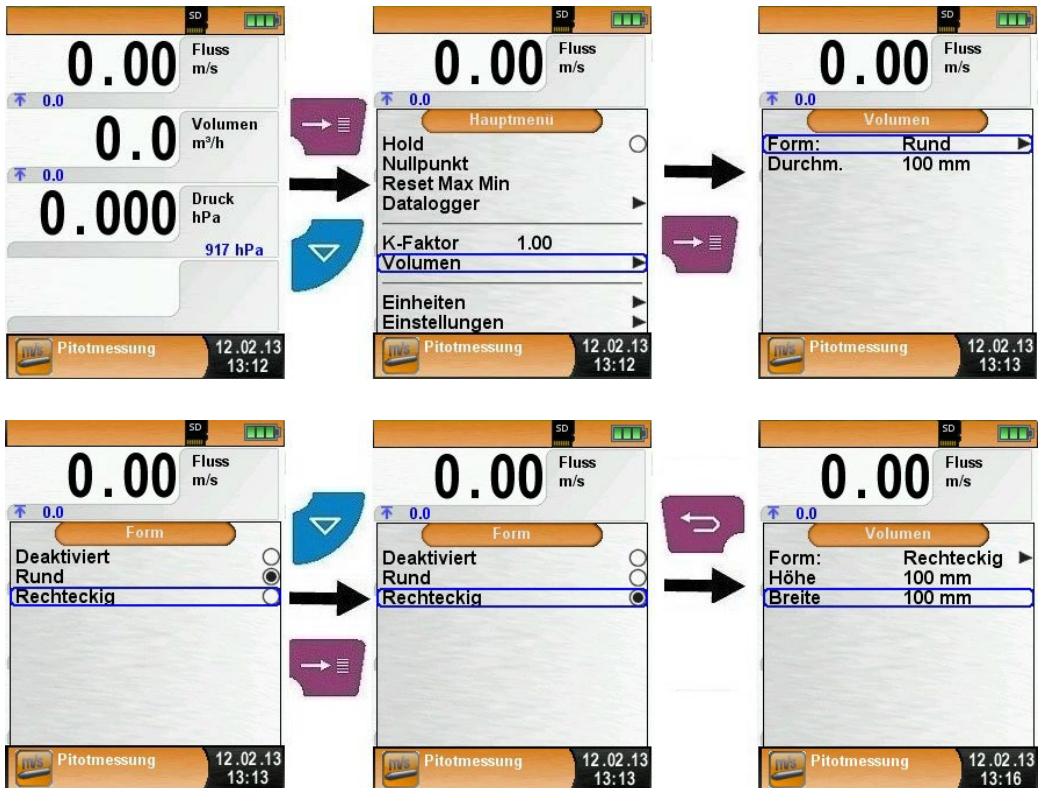 SD
0.00 Fluss m/s
0.0
0.0 Volumen m³/h
0.0
0.000 Druck hPa
917 hPa
m/s Pitotmessung 12.02.13
13:12
SD
0.00 Fluss m/s
0.0
Hauptmenü
Hold
Nullpunkt
Reset Max Min
Datalogger
K-Faktor 1.00
Volumen
Einheiten
Einstellungen
m/s Pitotmessung 12.02.13
13:12
SD
0.00 Fluss m/s
0.0
Volumen
Form: Rund
Durchm. 100 mm
m/s Pitotmessung 12.02.13
13:13
SD
0.00 Fluss m/s
0.0
Form
Deaktiviert
Rund
Rechteckig
m/s Pitotmessung 12.02.13
13:13
SD
0.00 Fluss m/s
0.0
Form
Deaktiviert
Rund
Rechteckig
m/s Pitotmessung 12.02.13
13:13
SD
0.00 Fluss m/s
0.0
Volumen
Form: Rechteckig
Höhe 100 mm
Breite 100 mm
m/s Pitotmessung 12.02.13
13:16